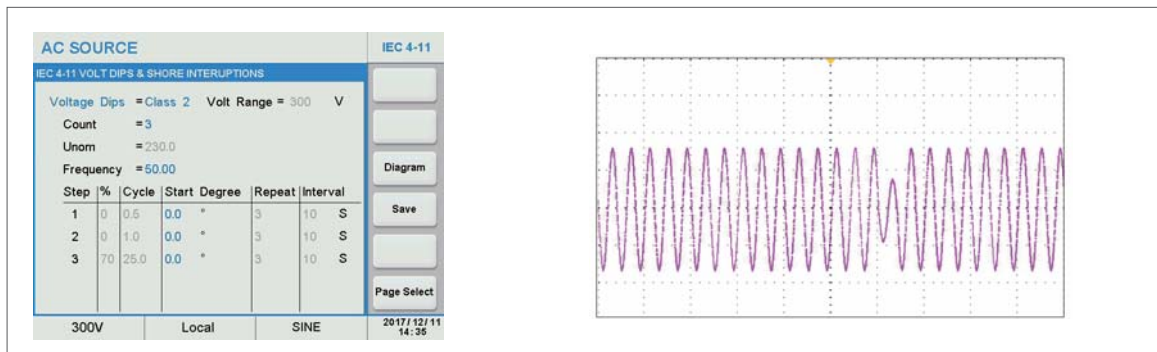 AC SOURCE
IEC 4-11
IEC 4-11 VOLT DIPS & SHORE INTERUPTIONS
Voltage Dips =Class 2 Volt Range = 300 V
Count =3
Unom =230.0
Frequency =50.00
Diagram
Step % Cycle Start Degree Repeat Interval
1 0 0.5 0.0 ° 3 10 S
Save
2 0 1.0 0.0 ° 3 10 S
3 70 25.0 0.0 ° 3 10 S
Page Select
300V Local SINE
2017/12/11
14:35